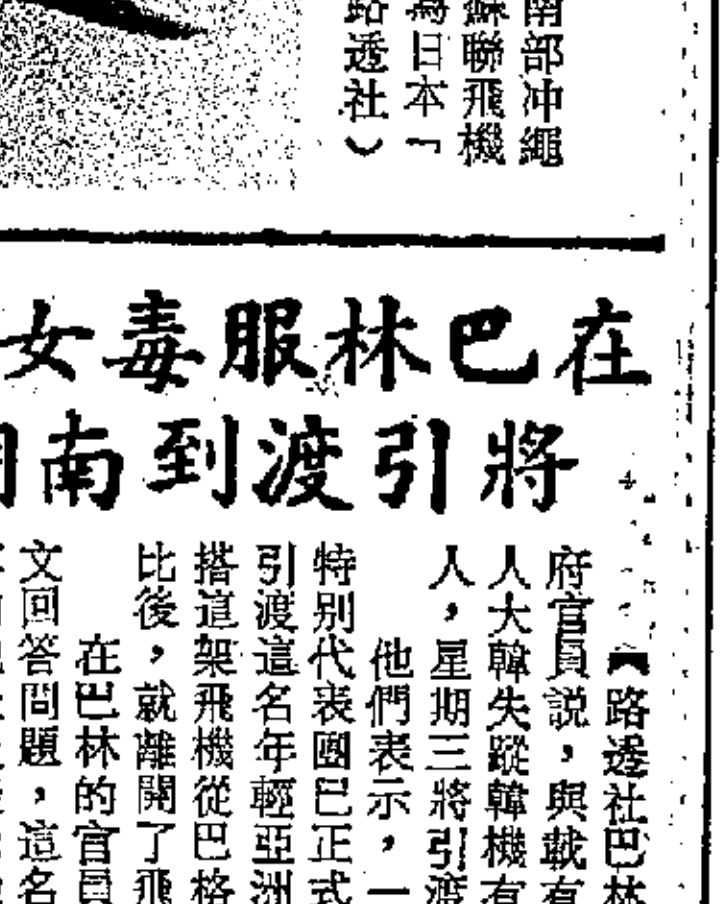 南部冲繩
蘇聯飛機
為日本「
路透社）
在巴林服毒女
將引渡到南
【路透社巴林
府官員説，與載有
人大韓失蹤韓機有
人，星期三將引渡
他們表示，一
特别代表團已正式
引渡這名年輕亞洲
搭這架飛機從巴格
比後，就離開了飛
在巴林的官員
文回答問題，這名